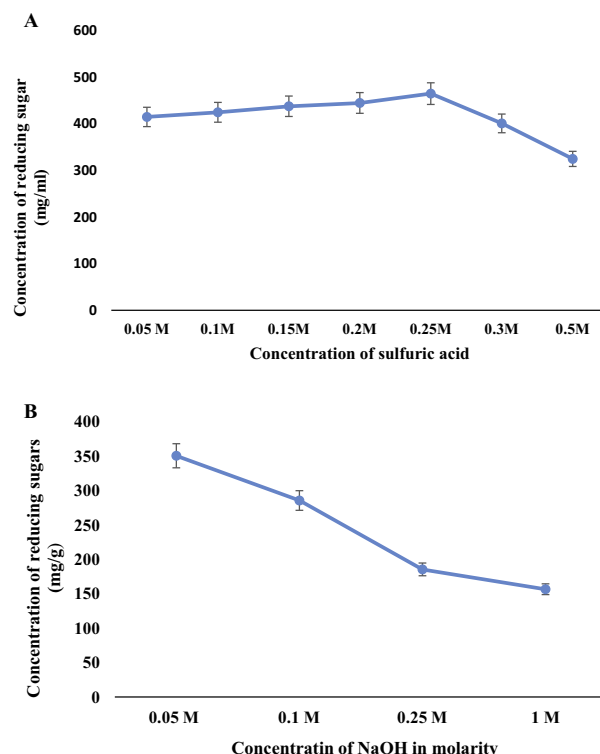 A
Concentration of reducing sugar
(mg/ml)
600
500
400
300
200
100
0
0.05 M 0.1M 0.15M 0.2M 0.25M 0.3M 0.5M
Concentration of sulfuric acid
B
Concentration of reducing sugars
(mg/g)
400
350
300
250
200
150
100
50
0
0.05 M 0.1 M 0.25 M 1 M
Concentratin of NaOH in molarity